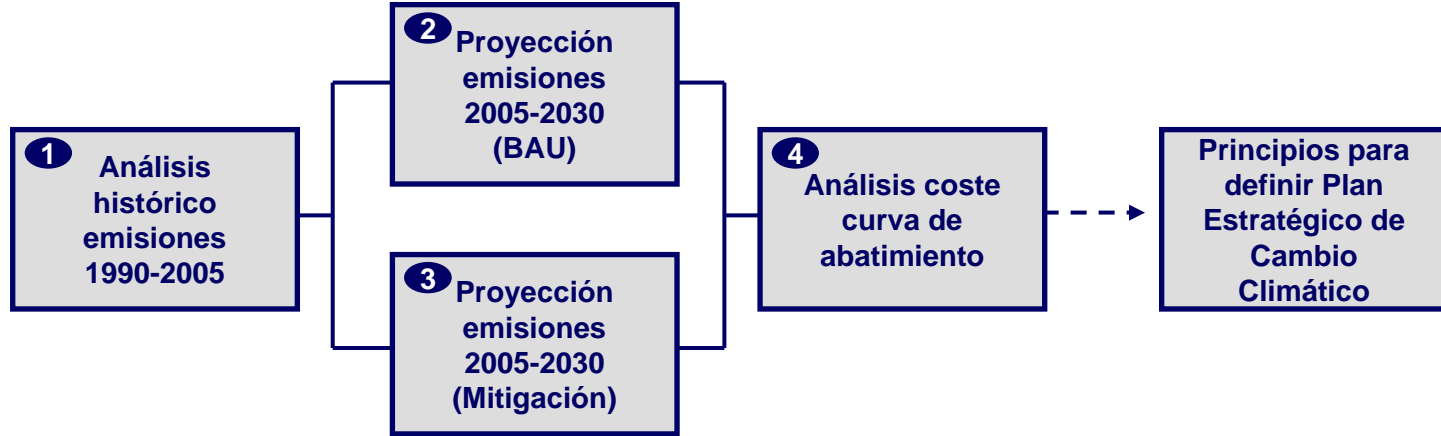 1
Análisis
histórico
emisiones
1990-2005
2
Proyección
emisiones
2005-2030
(BAU)
3
Proyección
emisiones
2005-2030
(Mitigación)
4
Análisis coste
curva de
abatimiento
Principios para
definir Plan
Estratégico de
Cambio
Climático